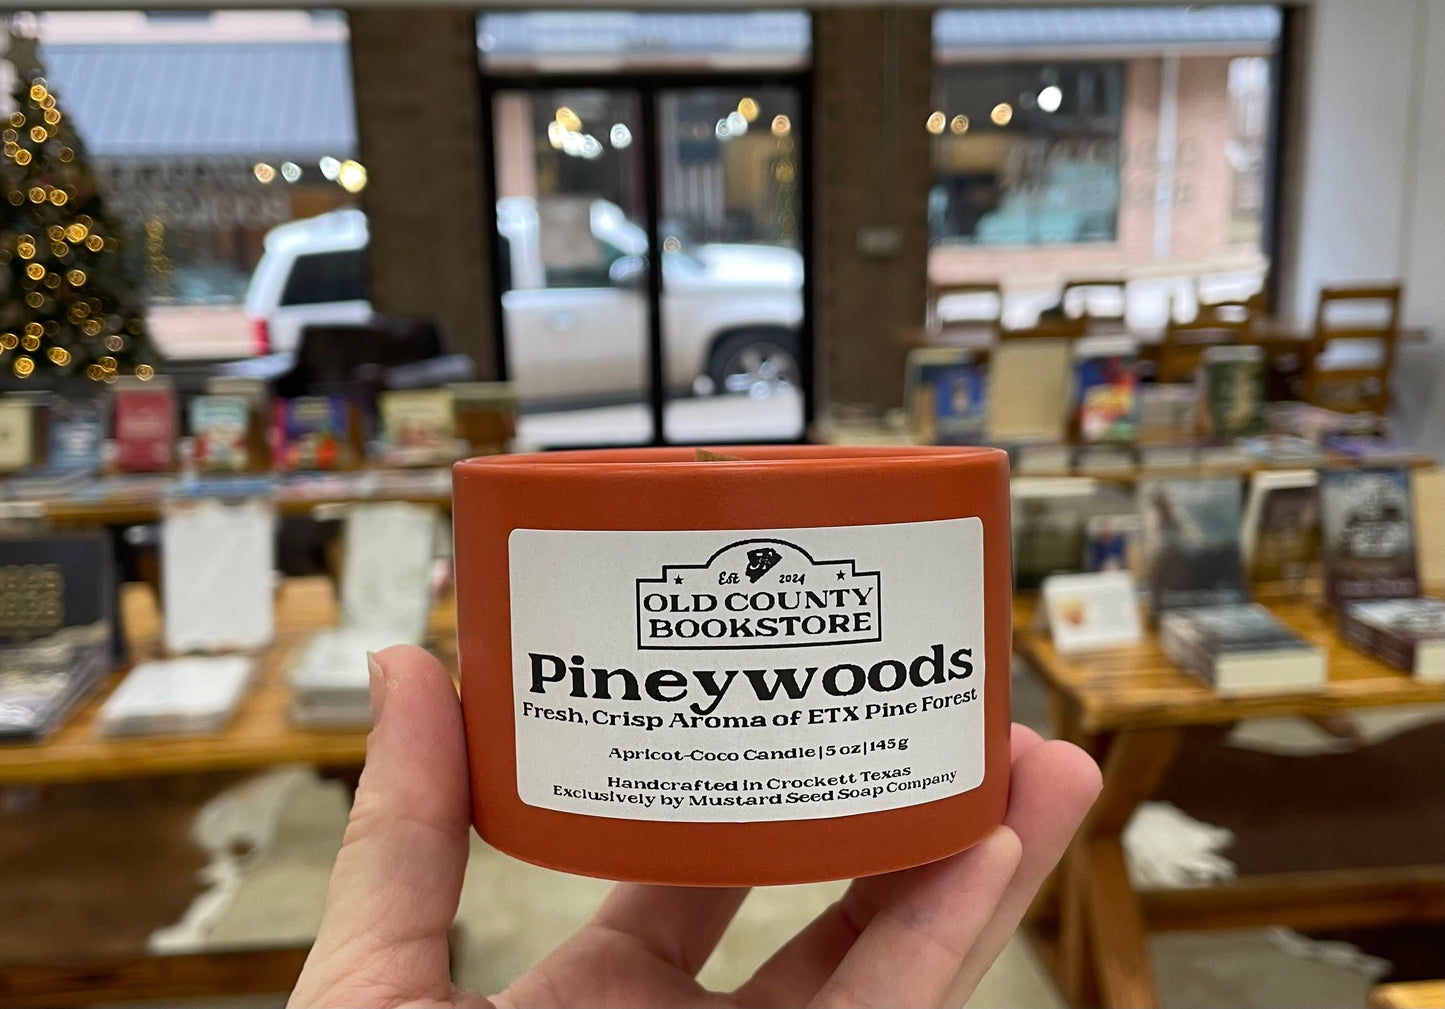 Est 2024
OLD COUNTY
BOOKSTORE
Pineywoods
Fresh, Crisp Aroma of ETX Pine Forest
Apricot-Coco Candle|5 oz|145g
Handcrafted in Crockett Texas
Exclusively by Mustard Seed Soap Company